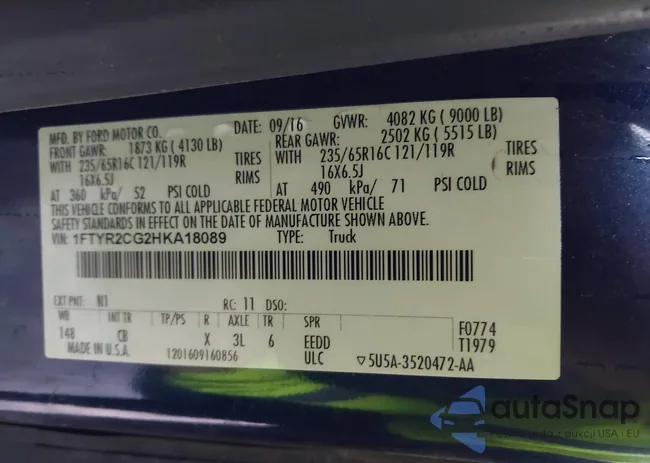 MFD. BY FORD MOTOR CO.
DATE: 09/16 GVWR: 4082 KG ( 9000 LB)
FRONT GAWR: 1873 KG ( 4130 LB) REAR GAWR: 2502 KG ( 5515 LB)
WITH 235/65R16C 121/119R TIRES WITH 235/65R16C 121/119R TIRES
16X6.5J RIMS 16X6.5J RIMS
AT 360 kPa/ 52 PSI COLD AT 490 kPa/ 71 PSI COLD
THIS VEHICLE CONFORMS TO ALL APPLICABLE FEDERAL MOTOR VEHICLE
SAFETY STANDARDS IN EFFECT ON THE DATE OF MANUFACTURE SHOWN ABOVE.
VIN: 1FTYR2CG2HKA18089 TYPE: Truck
EXT PNT: N1 RC: 11 DSO:
WB INT TR TP/PS R AXLE TR SPR F0774
148 CB X 3L 6 EEDD T1979
MADE IN U.S.A. 1201609160856 ULC 5U5A-3520472-AA
autoSnap
z aukcji USA - EU